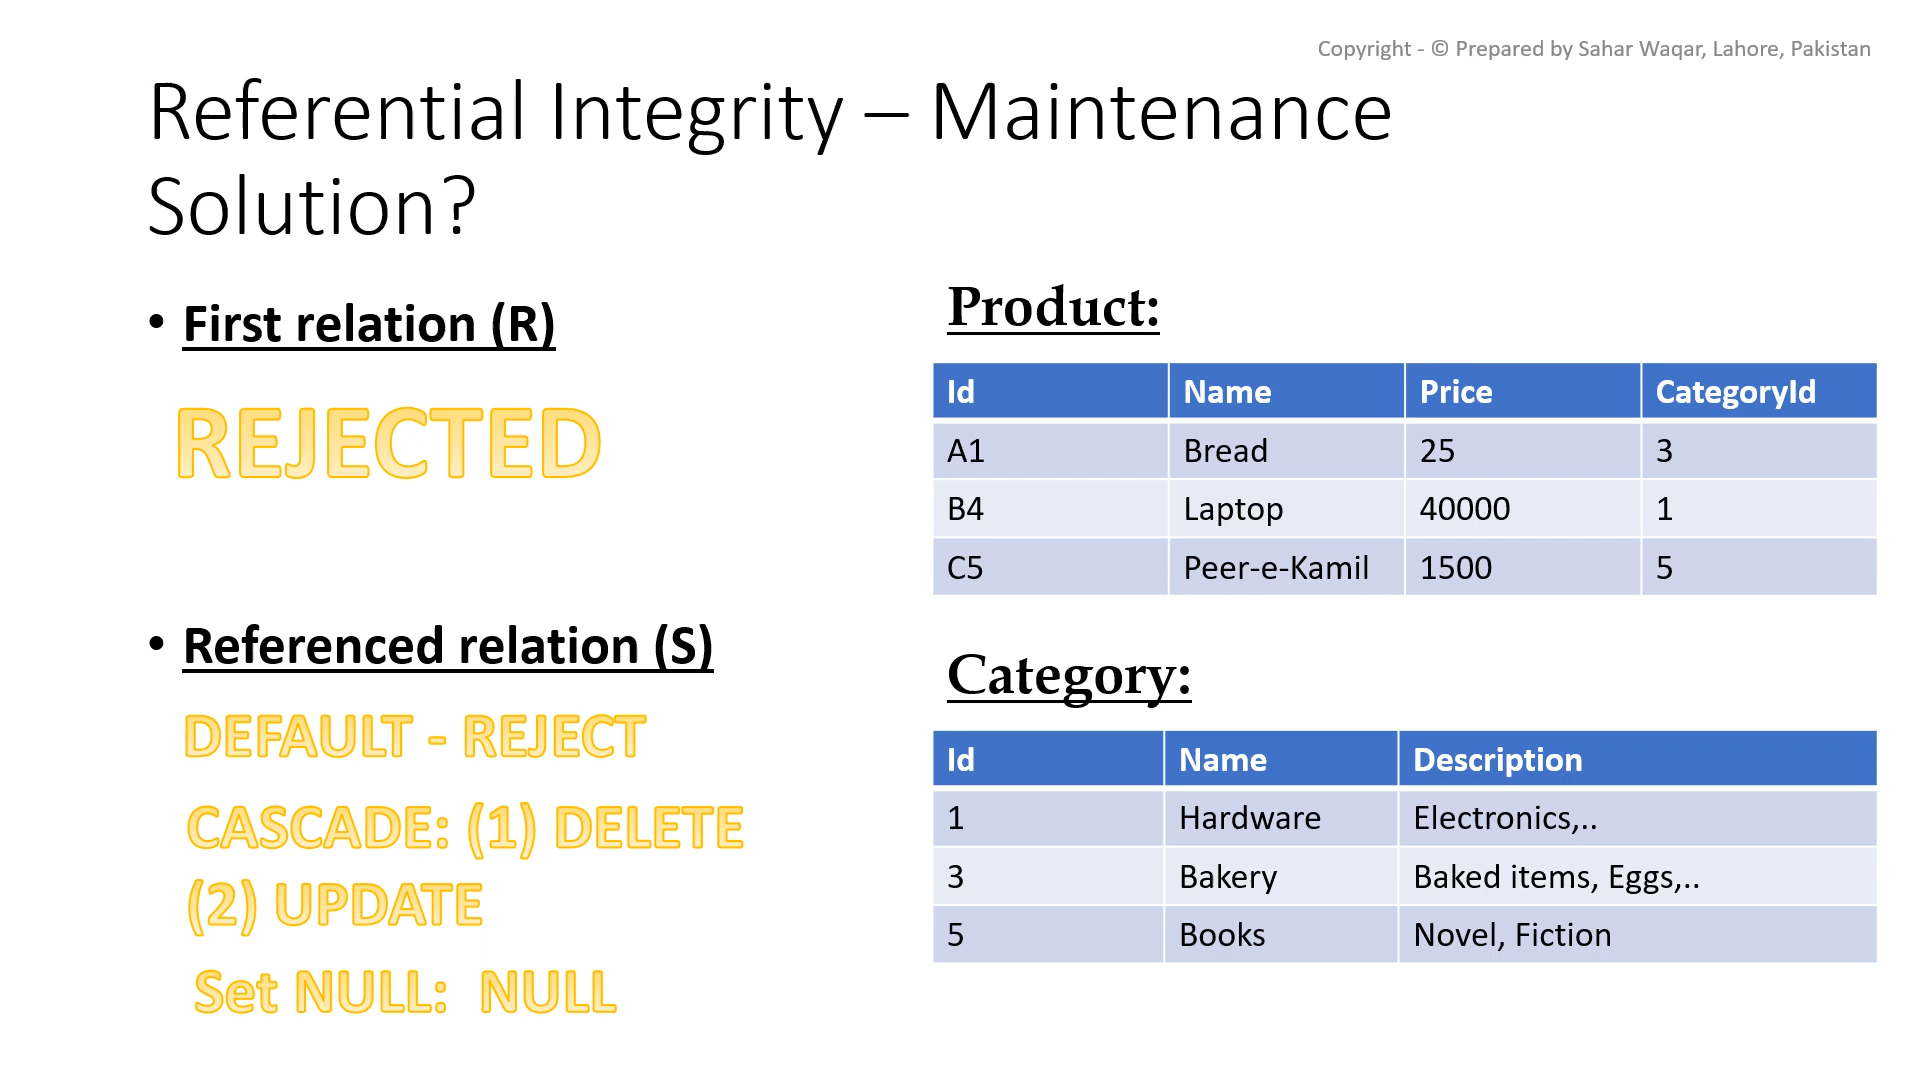 Copyright - © Prepared by Sahar Waqar, Lahore, Pakistan
Referential Integrity – Maintenance
Solution?
• First relation (R)
REJECTED
• Referenced relation (S)
DEFAULT - REJECT
CASCADE: (1) DELETE
(2) UPDATE
Set NULL: NULL
Product:
Id Name Price CategoryId
A1 Bread 25 3
B4 Laptop 40000 1
C5 Peer-e-Kamil 1500 5
Category:
Id Name Description
1 Hardware Electronics,..
3 Bakery Baked items, Eggs,..
5 Books Novel, Fiction